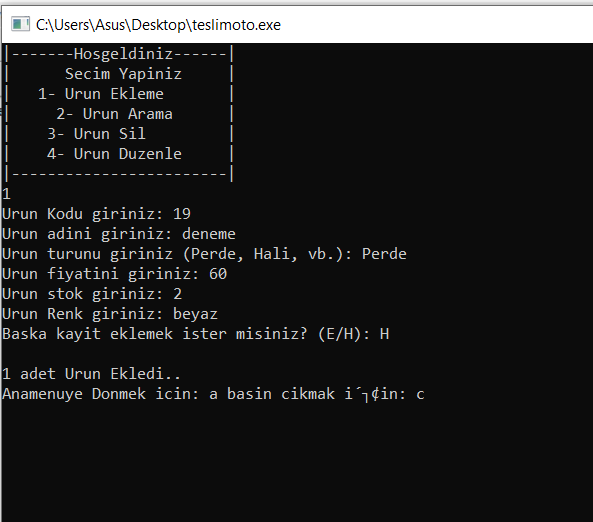 C:\Users\Asus\Desktop\teslimoto.exe
|-------Hosgeldiniz------|
|      Secim Yapiniz     |
|   1- Urun Ekleme       |
|     2- Urun Arama      |
|    3- Urun Sil         |
|    4- Urun Duzenle     |
|------------------------|
1
Urun Kodu giriniz: 19
Urun adini giriniz: deneme
Urun turunu giriniz (Perde, Hali, vb.): Perde
Urun fiyatini giriniz: 60
Urun stok giriniz: 2
Urun Renk giriniz: beyaz
Baska kayit eklemek ister misiniz? (E/H): H
1 adet Urun Ekledi..
Anamenuye Donmek icin: a basin cikmak i´┐¢in: c